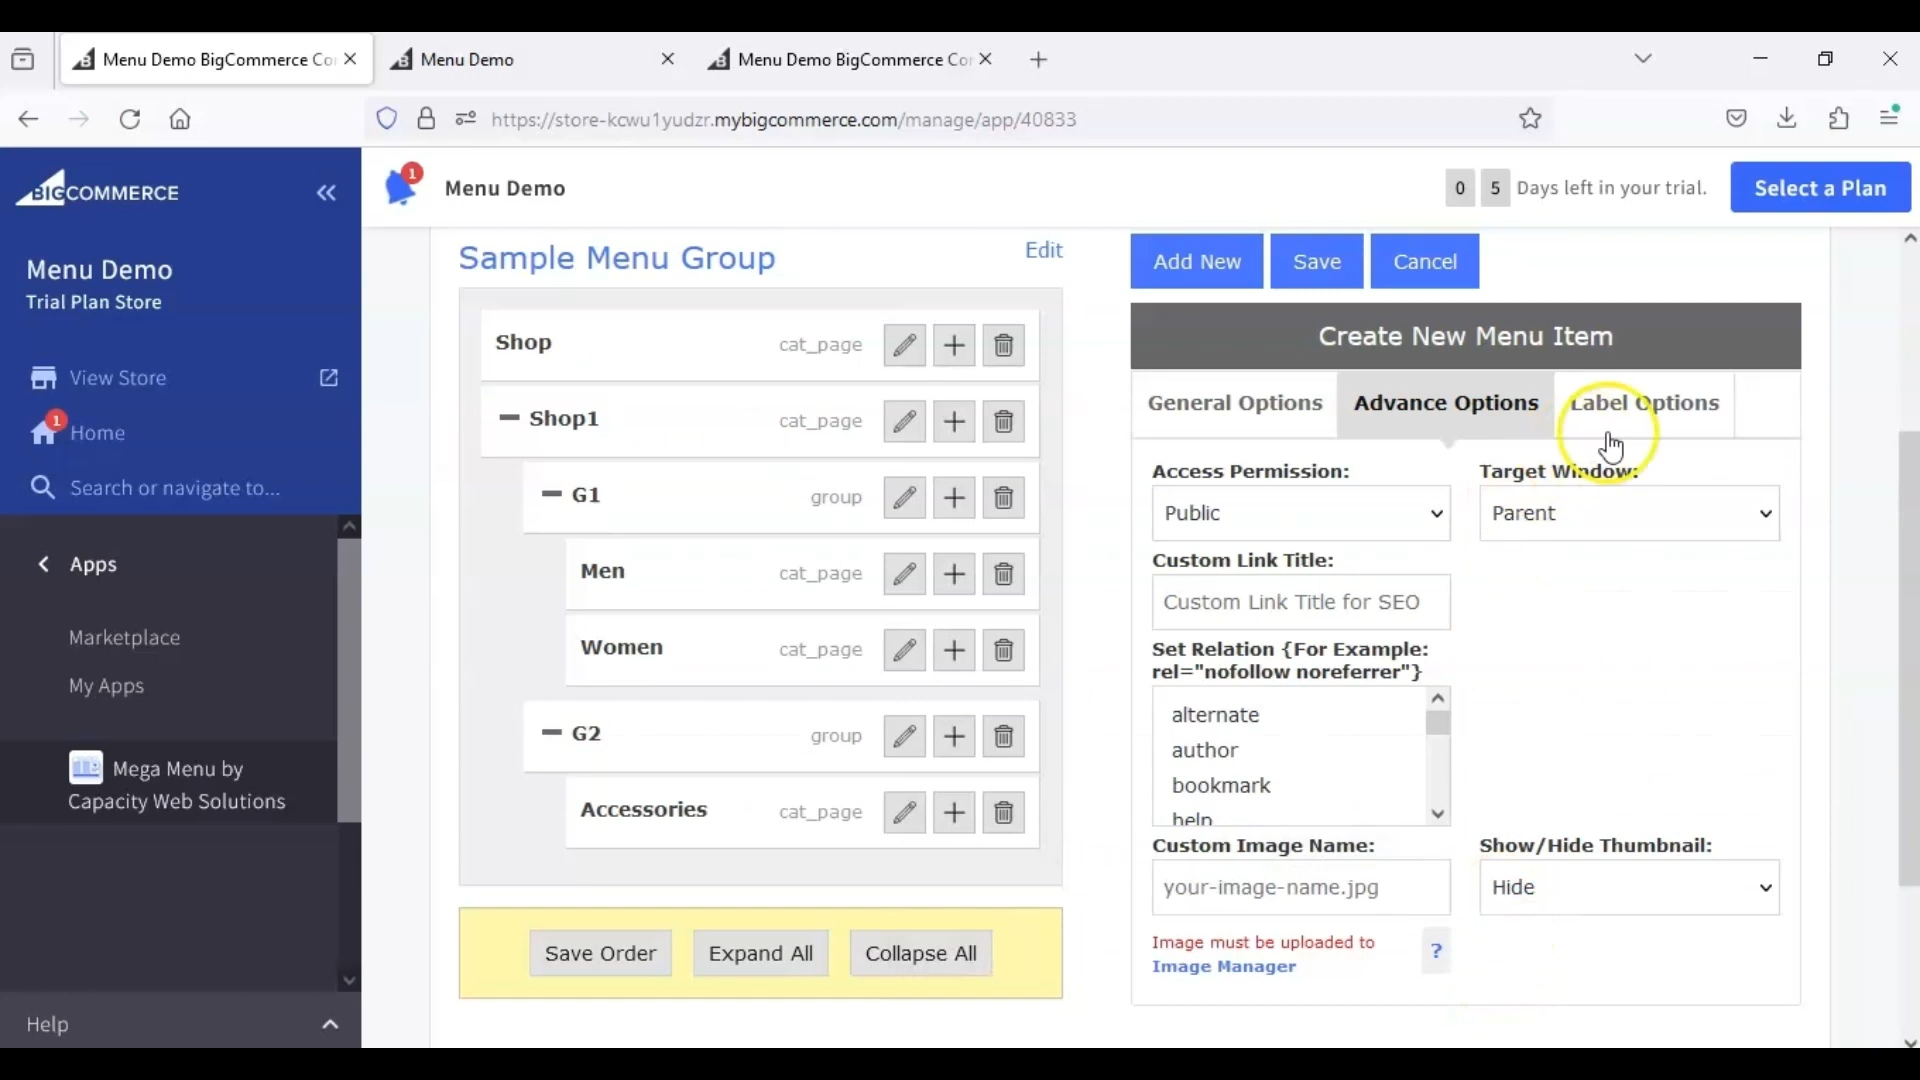 Menu Demo BigCommerce Co
Menu Demo
Menu Demo BigCommerce Co
https://store-kcwu1yudzr.mybigcommerce.com/manage/app/40833
BIGCOMMERCE
1
Menu Demo
0 5 Days left in your trial.
Select a Plan
Menu Demo
Trial Plan Store
View Store
1
Home
Search or navigate to...
Apps
Marketplace
My Apps
Mega Menu by
Capacity Web Solutions
Help
Sample Menu Group
Edit
Shop cat_page
Shop1 cat_page
G1 group
Men cat_page
Women cat_page
G2 group
Accessories cat_page
Save Order Expand All Collapse All
Add New Save Cancel
Create New Menu Item
General Options Advance Options Label Options
Access Permission: Target Window:
Public Parent
Custom Link Title:
Custom Link Title for SEO
Set Relation {For Example:
rel="nofollow noreferrer"}
alternate
author
bookmark
help
Custom Image Name: Show/Hide Thumbnail:
your-image-name.jpg Hide
Image must be uploaded to
Image Manager
?